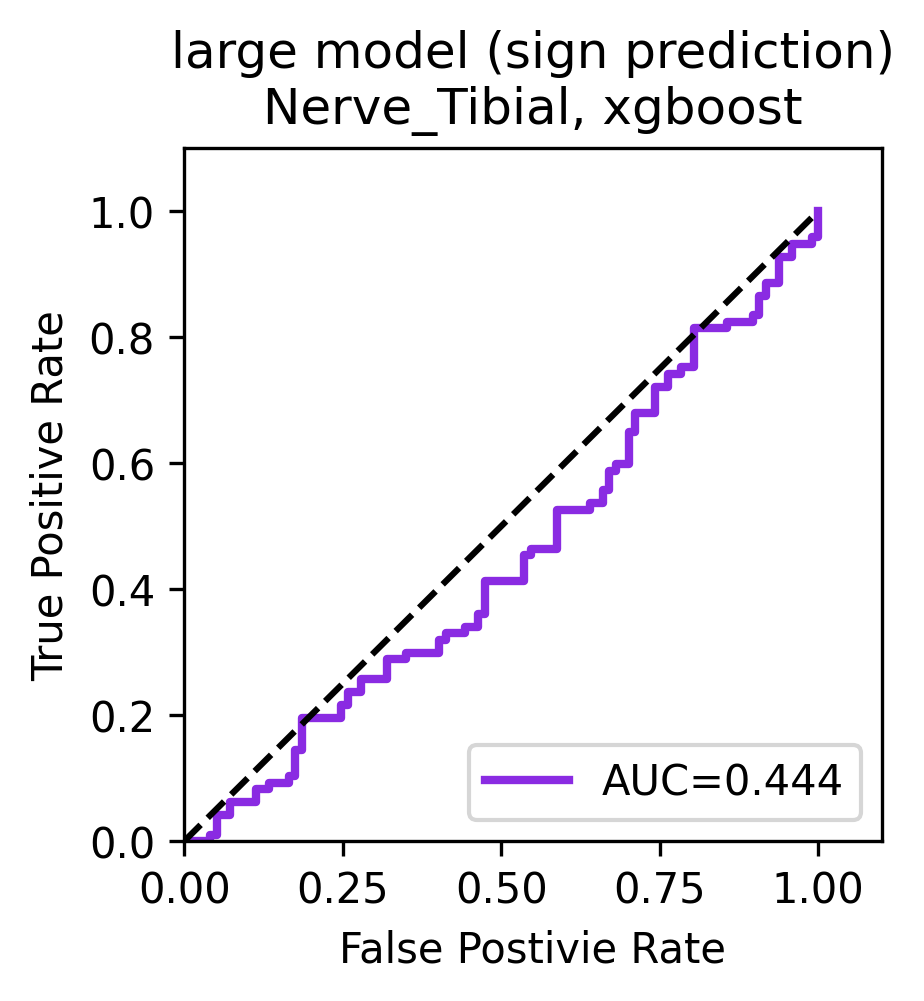 large model (sign prediction)
Nerve_Tibial, xgboost
True Positive Rate
1.0
0.8
0.6
0.4
0.2
0.0
0.00 0.25 0.50 0.75 1.00
False Postivie Rate
AUC=0.444